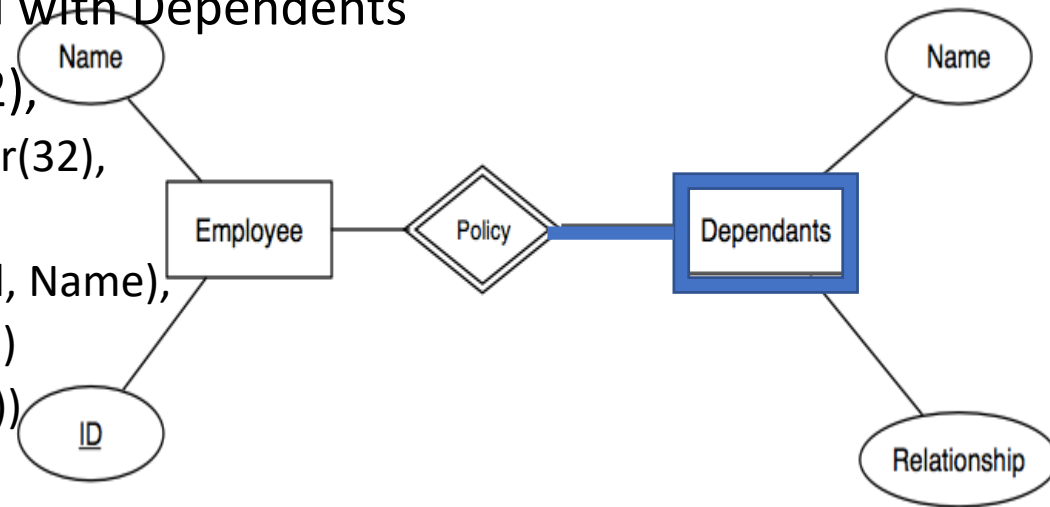 with Dependents
Name
Name
2),
r(32),
Employee
Policy
Dependants
, Name),
)
))
ID
Relationship